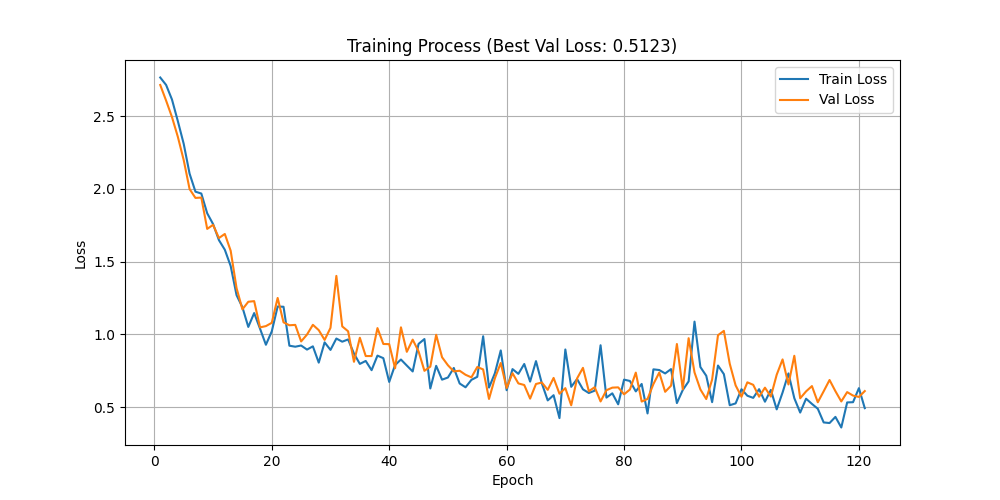 Training Process (Best Val Loss: 0.5123)
Train Loss
Val Loss
2.5
2.0
1.5
1.0
0.5
Loss
0 20 40 60 80 100 120
Epoch